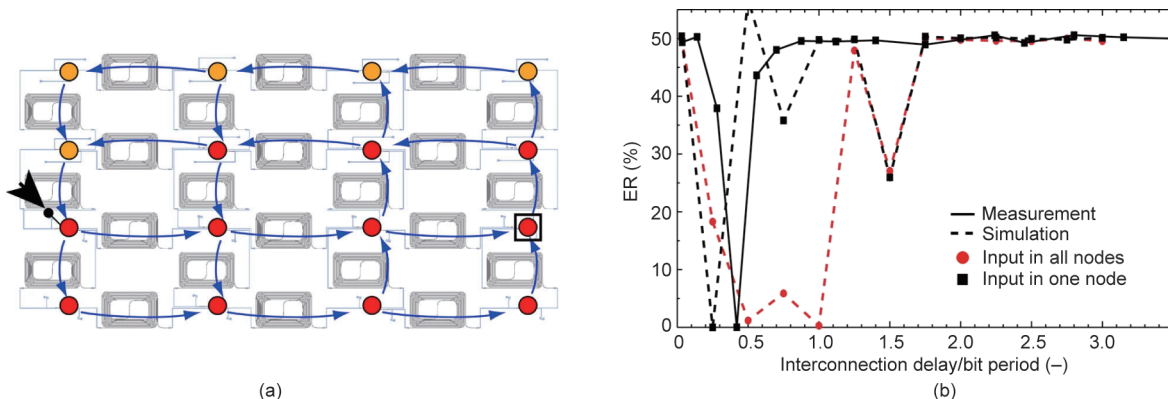 50
40
30
20
10
0
ER (%)
Measurement
Simulation
Input in all nodes
Input in one node
0 0.5 1.0 1.5 2.0 2.5 3.0
Interconnection delay/bit period (–)
(a) (b)